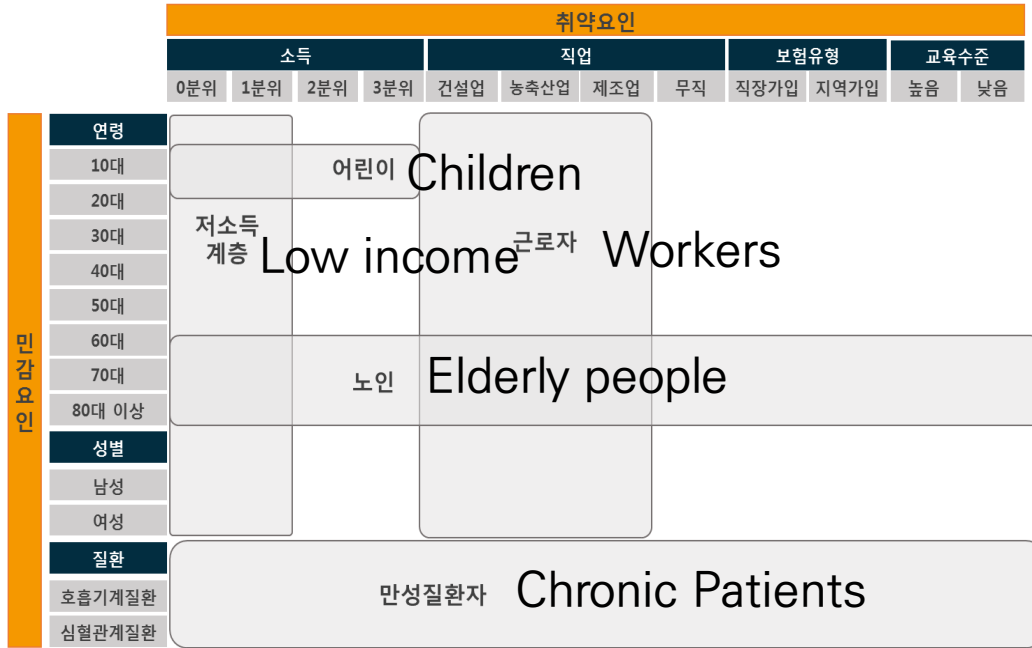 취약요인
소득 직업 보험유형 교육수준
0분위 1분위 2분위 3분위 건설업 농축산업 제조업 무직 직장가입 지역가입 높음 낮음
민감요인
연령
10대
어린이 Children
20대
30대
저소득
계층 Low income 근로자 Workers
40대
50대
60대
70대
노인 Elderly people
80대 이상
성별
남성
여성
질환
호흡기계질환
만성질환자 Chronic Patients
심혈관계질환